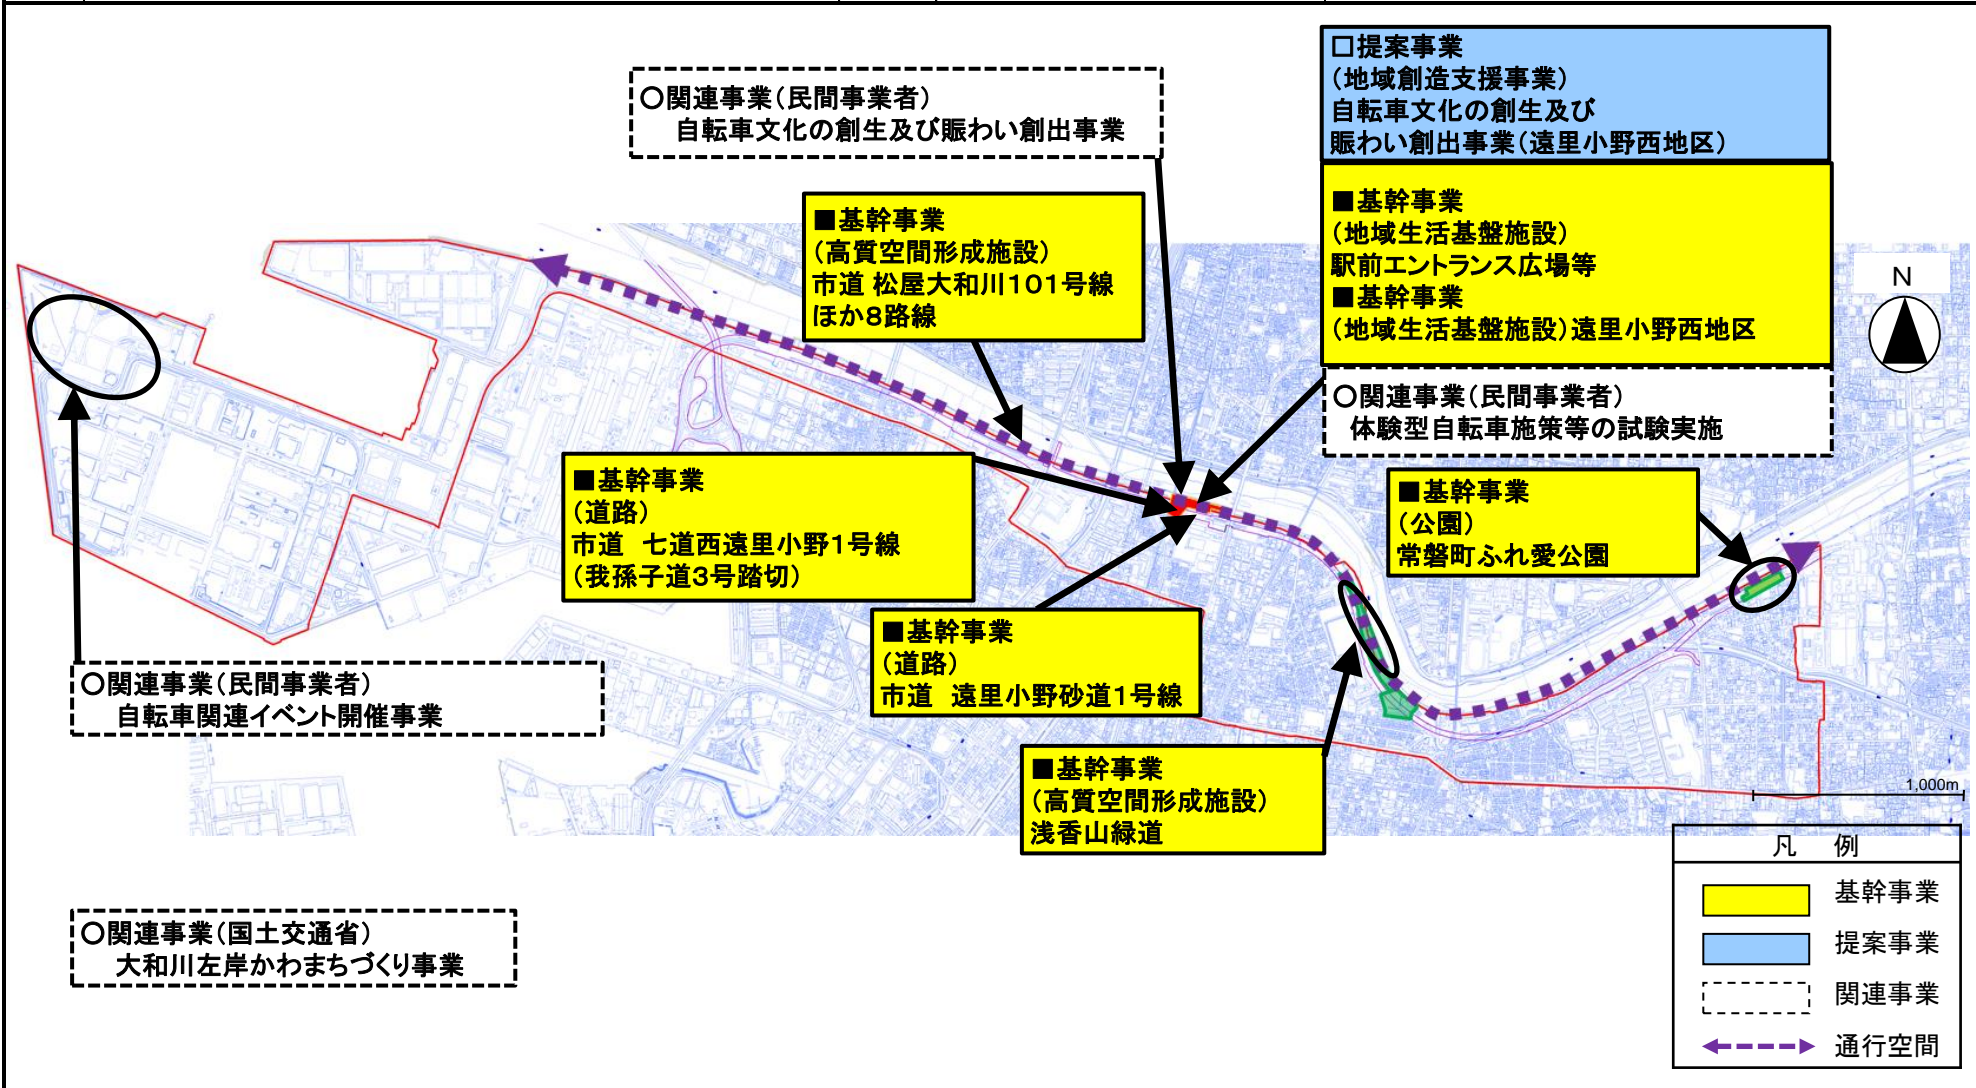 ○関連事業(民間事業者)
自転車文化の創生及び賑わい創出事業
□提案事業
(地域創造支援事業)
自転車文化の創生及び
賑わい創出事業(遠里小野西地区)
■基幹事業
(地域生活基盤施設)
駅前エントランス広場等
■基幹事業
(地域生活基盤施設)遠里小野西地区
○関連事業(民間事業者)
体験型自転車施策等の試験実施
■基幹事業
(高質空間形成施設)
市道 松屋大和川101号線
ほか8路線
N
■基幹事業
(道路)
市道 七道西遠里小野1号線
(我孫子道3号踏切)
■基幹事業
(公園)
常磐町ふれ愛公園
■基幹事業
(道路)
市道 遠里小野砂道1号線
○関連事業(民間事業者)
自転車関連イベント開催事業
■基幹事業
(高質空間形成施設)
浅香山緑道
1,000m
○関連事業(国土交通省)
大和川左岸かわまちづくり事業
凡 例
基幹事業
提案事業
関連事業
通行空間